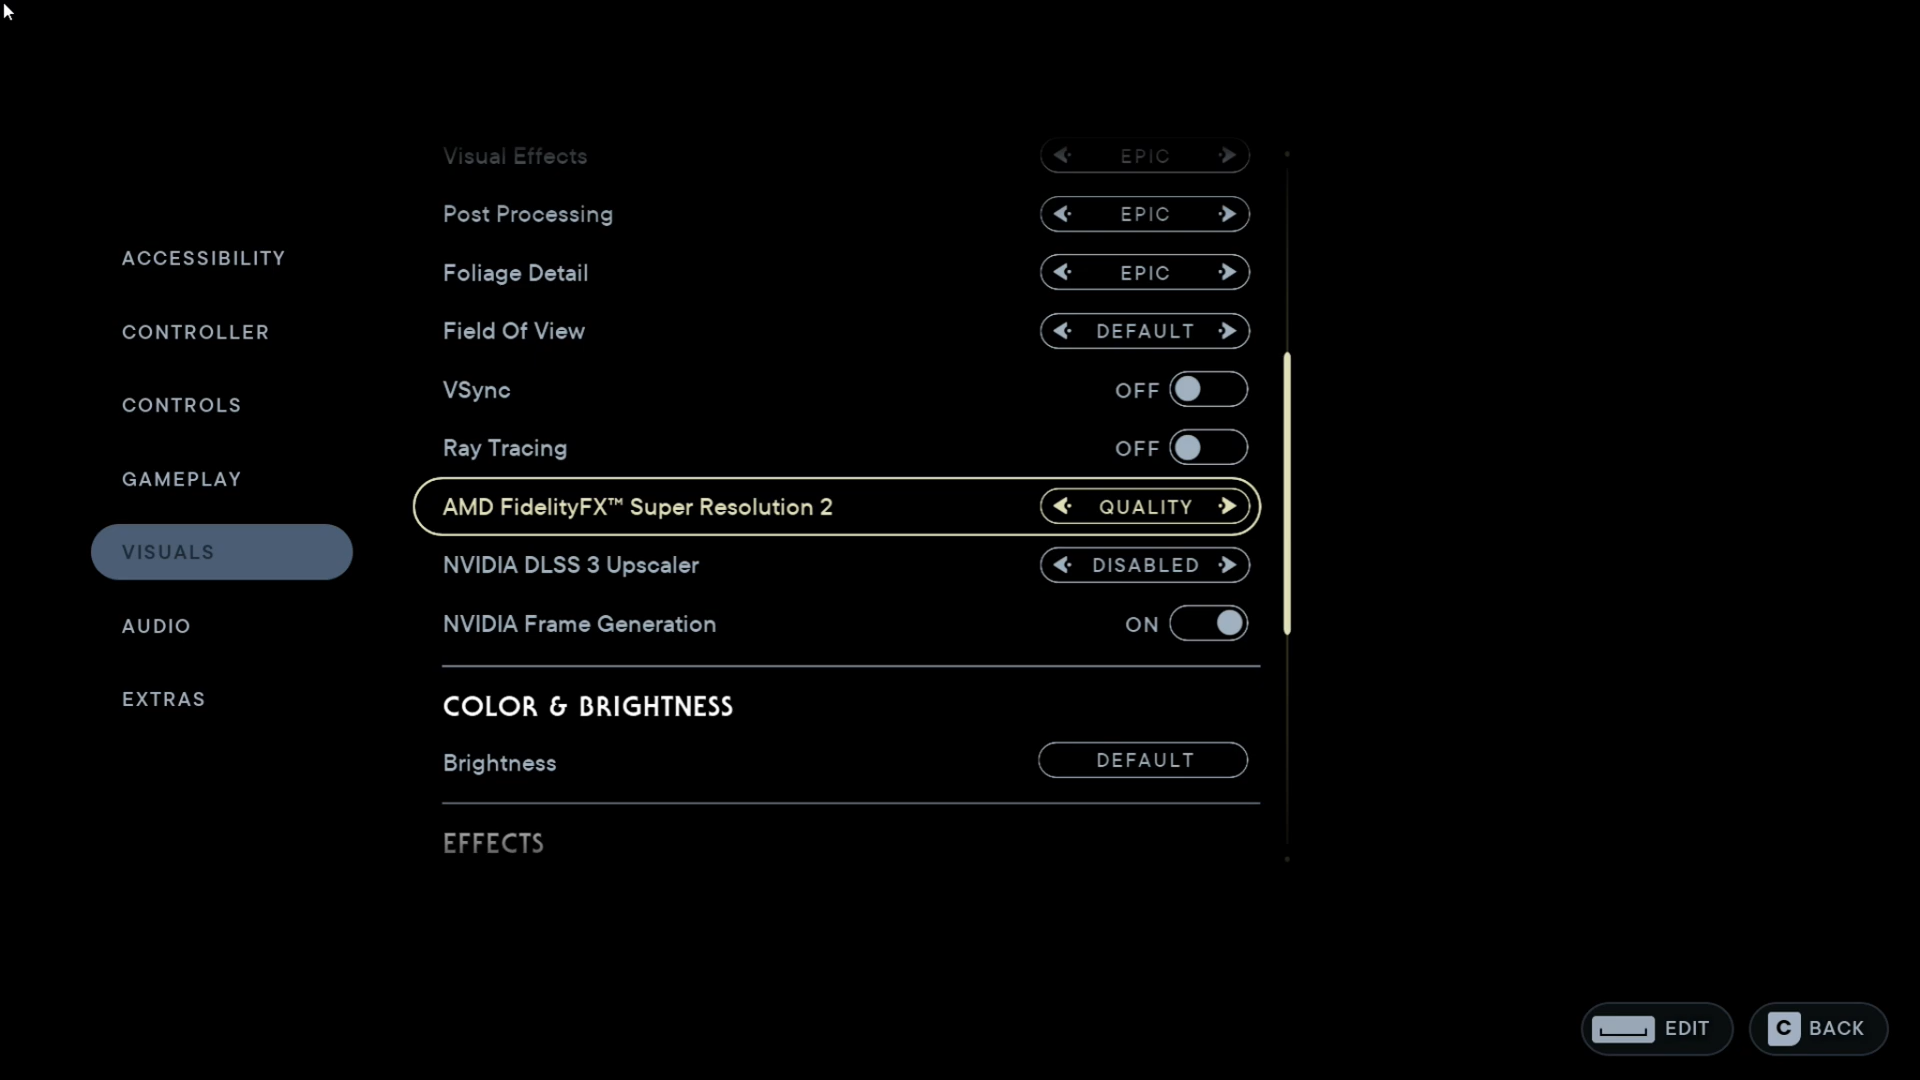 ACCESSIBILITY
CONTROLLER
CONTROLS
GAMEPLAY
VISUALS
AUDIO
EXTRAS
Visual Effects EPIC
Post Processing EPIC
Foliage Detail EPIC
Field Of View DEFAULT
VSync OFF
Ray Tracing OFF
AMD FidelityFX™ Super Resolution 2 QUALITY
NVIDIA DLSS 3 Upscaler DISABLED
NVIDIA Frame Generation ON
COLOR & BRIGHTNESS
Brightness DEFAULT
EFFECTS
EDIT C BACK